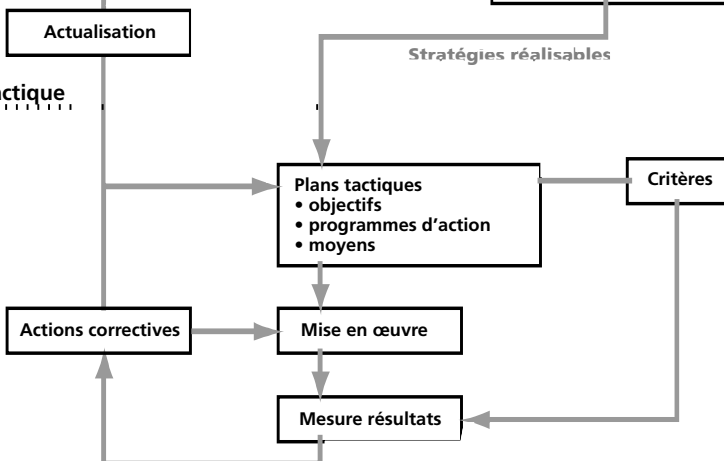 Actualisation
Stratégies réalisables
ctique
Plans tactiques
• objectifs
• programmes d’action
• moyens
Critères
Actions correctives
Mise en œuvre
Mesure résultats